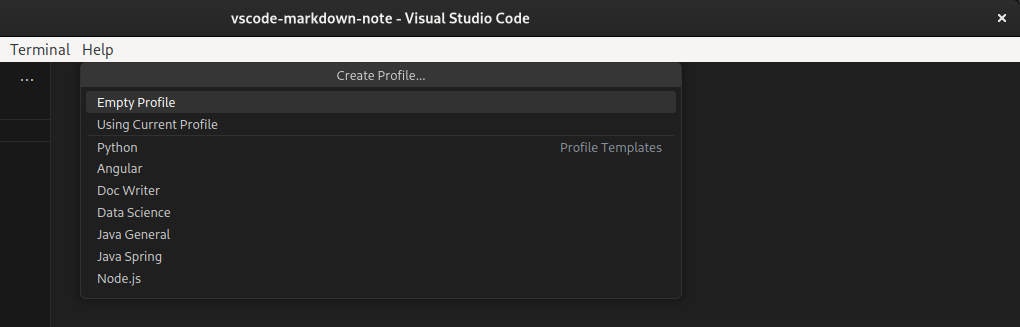 vscode-markdown-note - Visual Studio Code
Terminal Help
Create Profile...
Empty Profile
Using Current Profile
Python Profile Templates
Angular
Doc Writer
Data Science
Java General
Java Spring
Node.js